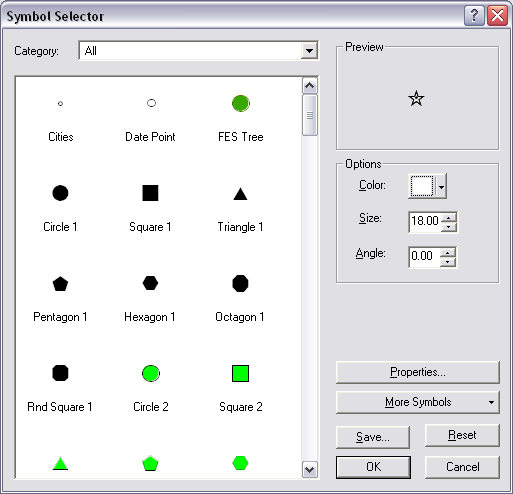 Symbol Selector
Category: All
Cities Date Point FES Tree
Circle 1 Square 1 Triangle 1
Pentagon 1 Hexagon 1 Octagon 1
Rnd Square 1 Circle 2 Square 2
Preview
Options
Color:
Size: 18.00
Angle: 0.00
Properties...
More Symbols
Save... Reset
OK Cancel